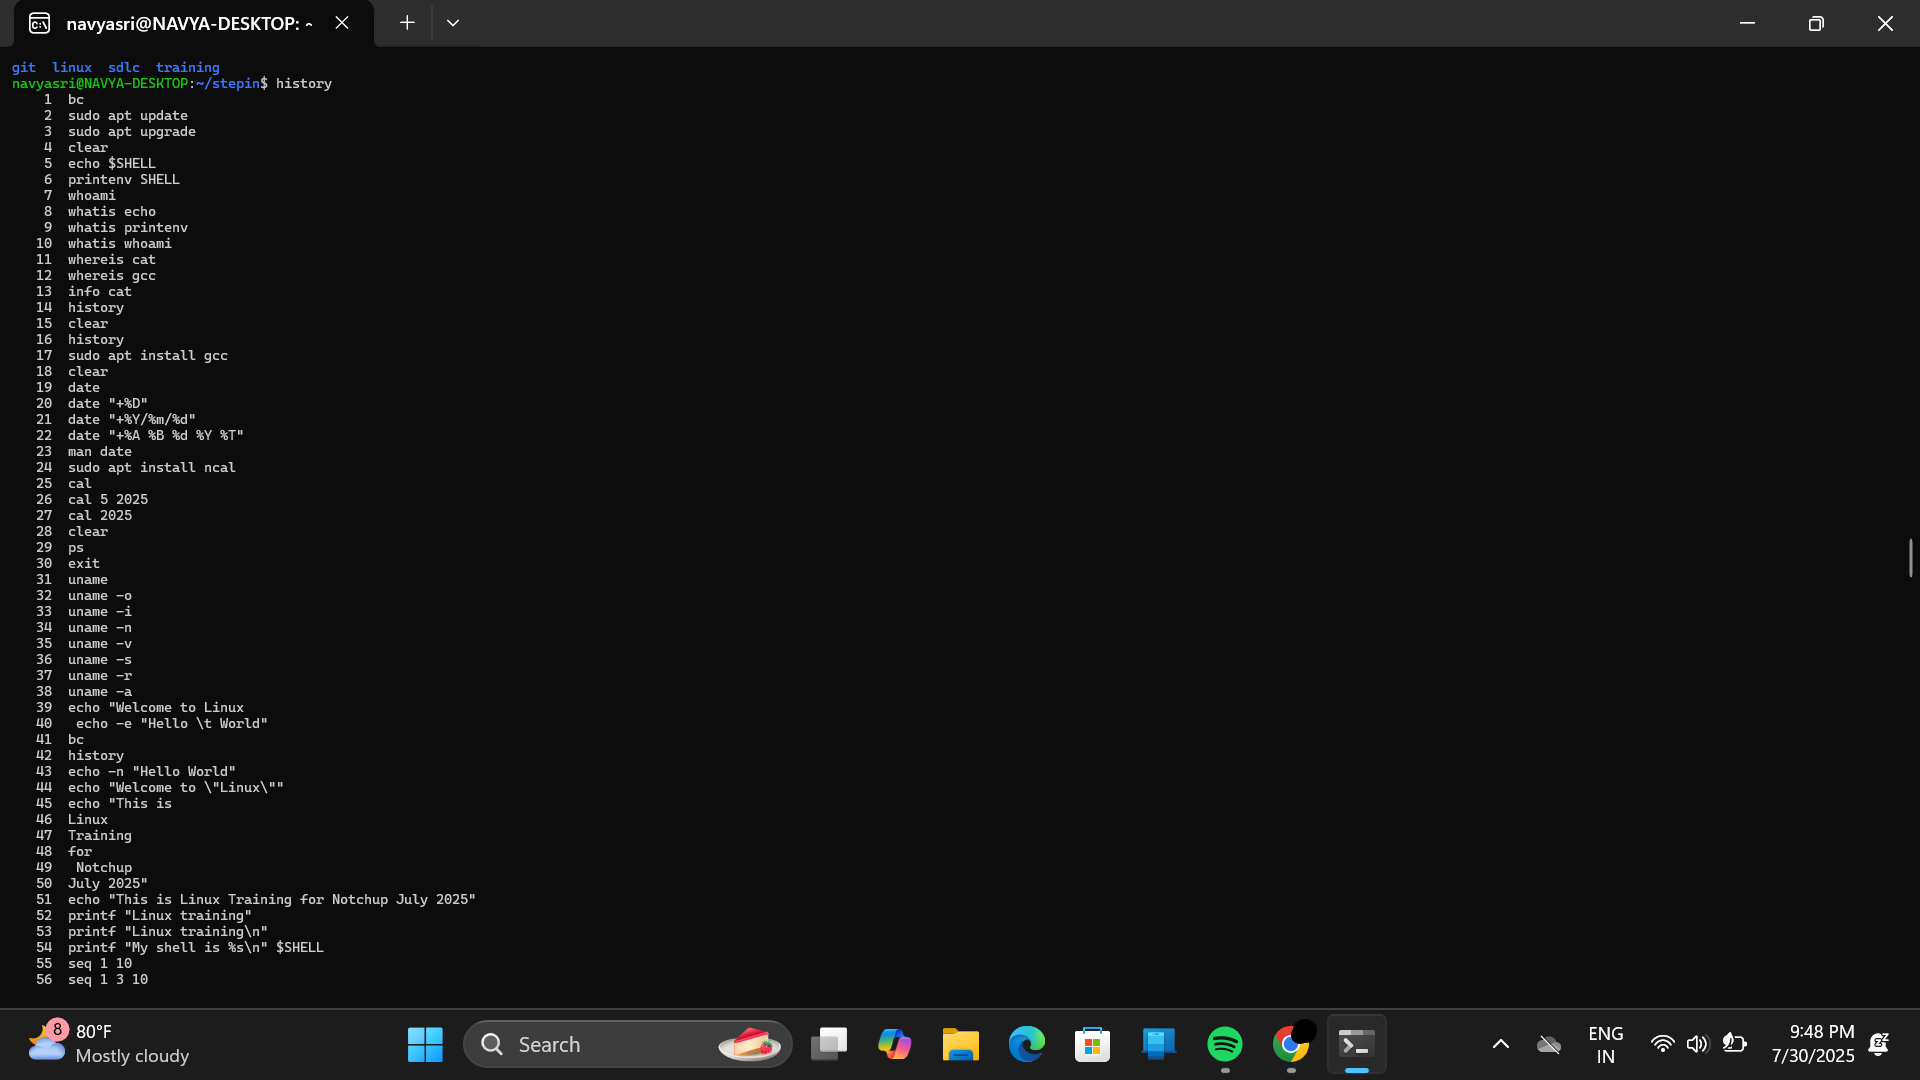 navyasri@NAVYA-DESKTOP: ~
git  linux  sdlc  training
navyasri@NAVYA-DESKTOP:~/stepin$ history
1  bc
2  sudo apt update
3  sudo apt upgrade
4  clear
5  echo $SHELL
6  printenv SHELL
7  whoami
8  whatis echo
9  whatis printenv
10  whatis whoami
11  whereis cat
12  whereis gcc
13  info cat
14  history
15  clear
16  history
17  sudo apt install gcc
18  clear
19  date
20  date "+%D"
21  date "+%Y/%m/%d"
22  date "+%A %B %d %Y %T"
23  man date
24  sudo apt install ncal
25  cal
26  cal 5 2025
27  cal 2025
28  clear
29  ps
30  exit
31  uname
32  uname -o
33  uname -i
34  uname -n
35  uname -v
36  uname -s
37  uname -r
38  uname -a
39  echo "Welcome to Linux
40   echo -e "Hello \t World"
41  bc
42  history
43  echo -n "Hello World"
44  echo "Welcome to \"Linux\""
45  echo "This is
46  Linux
47  Training
48  for
49   Notchup
50  July 2025"
51  echo "This is Linux Training for Notchup July 2025"
52  printf "Linux training"
53  printf "Linux training\n"
54  printf "My shell is %s\n" $SHELL
55  seq 1 10
56  seq 1 3 10
8
80°F
Mostly cloudy
Search
ENG
IN
9:48 PM
7/30/2025